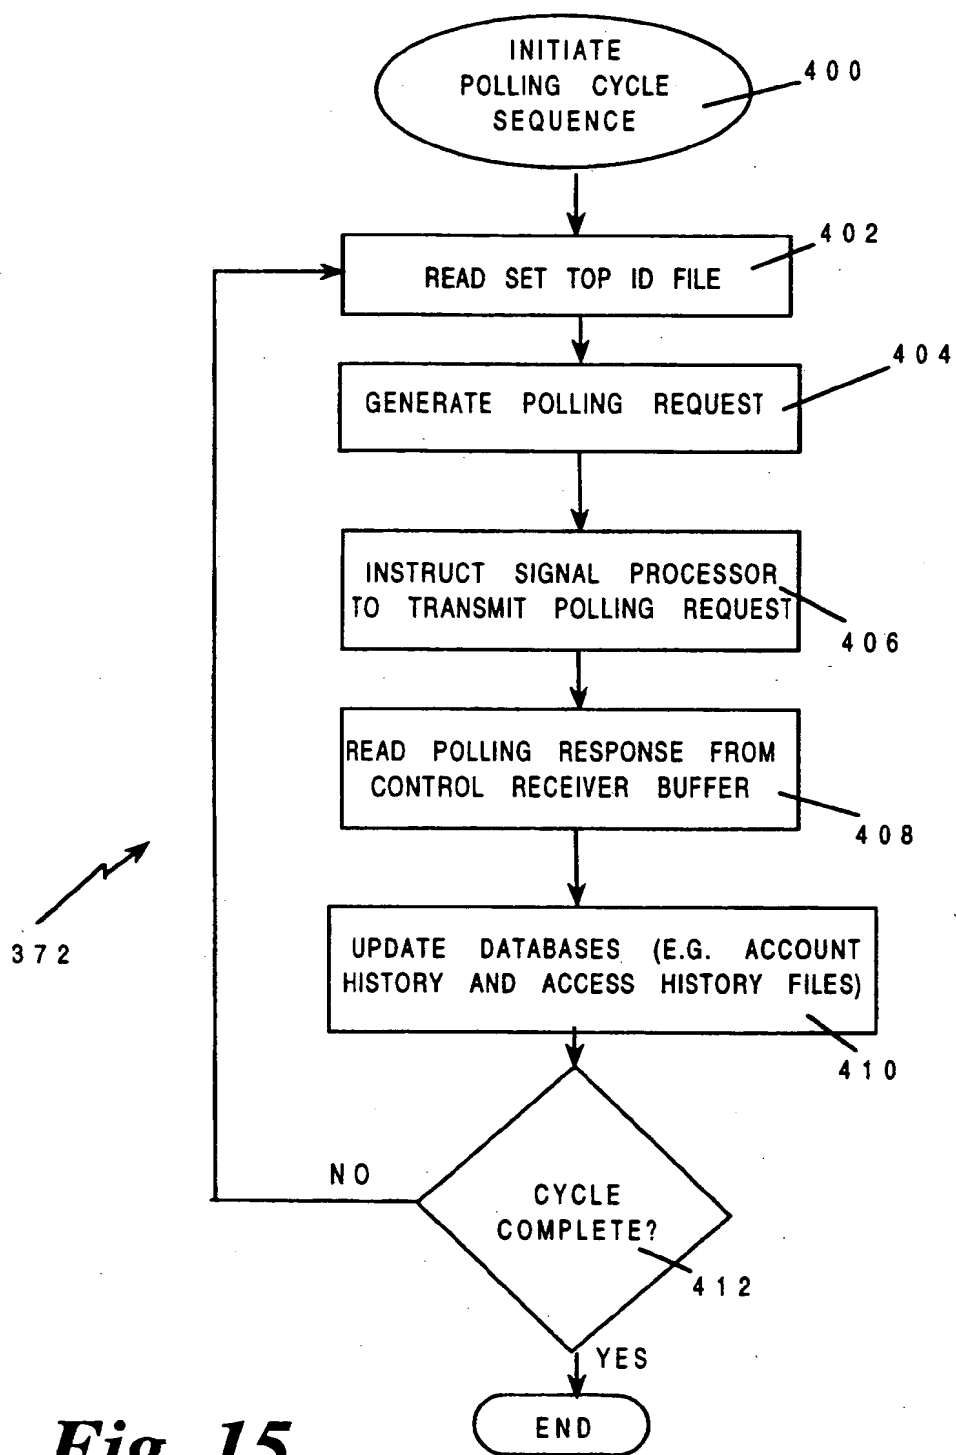 INITIATE
POLLING CYCLE
SEQUENCE
400
402
READ SET TOP ID FILE
404
GENERATE POLLING REQUEST
INSTRUCT SIGNAL PROCESSOR
TO TRANSMIT POLLING REQUEST
406
READ POLLING RESPONSE FROM
CONTROL RECEIVER BUFFER
408
372
UPDATE DATABASES (E.G. ACCOUNT
HISTORY AND ACCESS HISTORY FILES)
410
NO
CYCLE
COMPLETE?
412
YES
END
Fig. 15